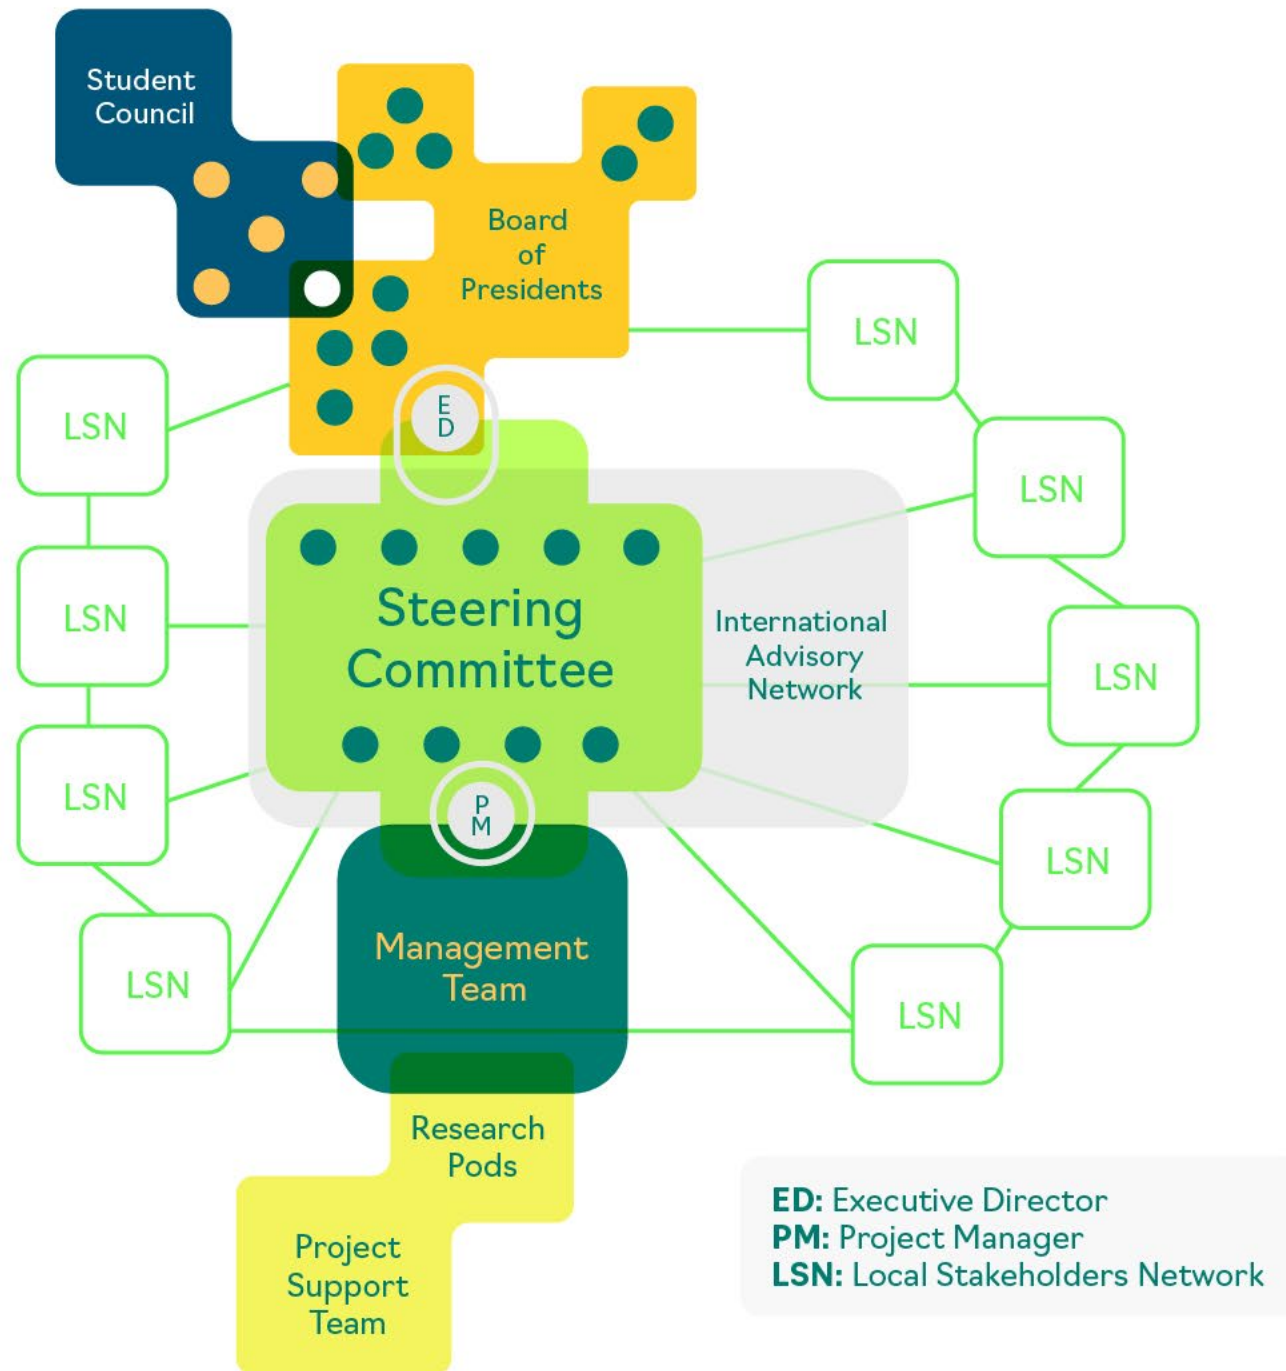 Student
Council
Board
of
Presidents
LSN
LSN
E
D
LSN
Steering
Committee
LSN
International
Advisory
Network
LSN
LSN
LSN
P
M
LSN
Management
Team
LSN
LSN
Research
Pods
Project
Support
Team
ED: Executive Director
PM: Project Manager
LSN: Local Stakeholders Network